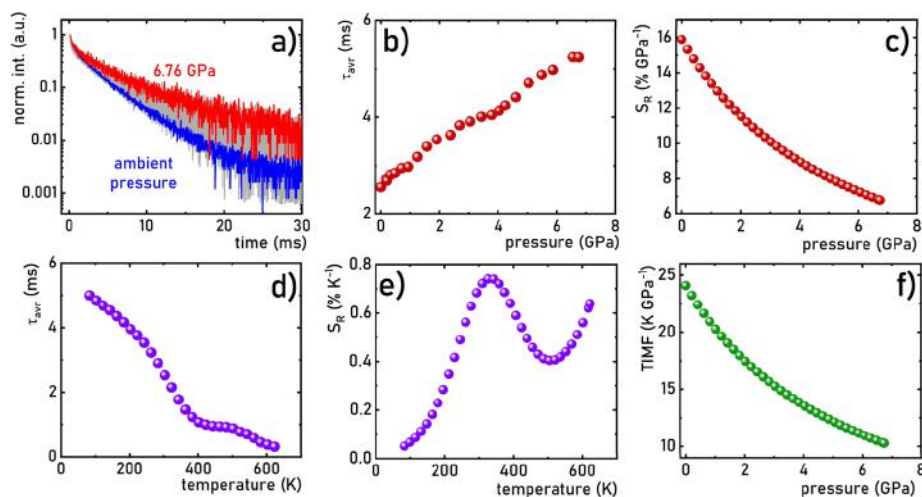 a)
norm. int. (a.u.)
1
0.1
0.01
0.001
6.76 GPa
ambient
pressure
0 10 20 30
time (ms)
b)
τavr (ms)
6
4
2
0 2 4 6 8
pressure (GPa)
c)
SR (% GPa⁻¹)
16
14
12
10
8
6
0 2 4 6 8
pressure (GPa)
d)
τavr (ms)
6
4
2
0
0 200 400 600
temperature (K)
e)
SR (% K⁻¹)
0.8
0.6
0.4
0.2
0.0
0 200 400 600
temperature (K)
f)
TIMF (K GPa⁻¹)
25
20
15
10
0 2 4 6 8
pressure (GPa)